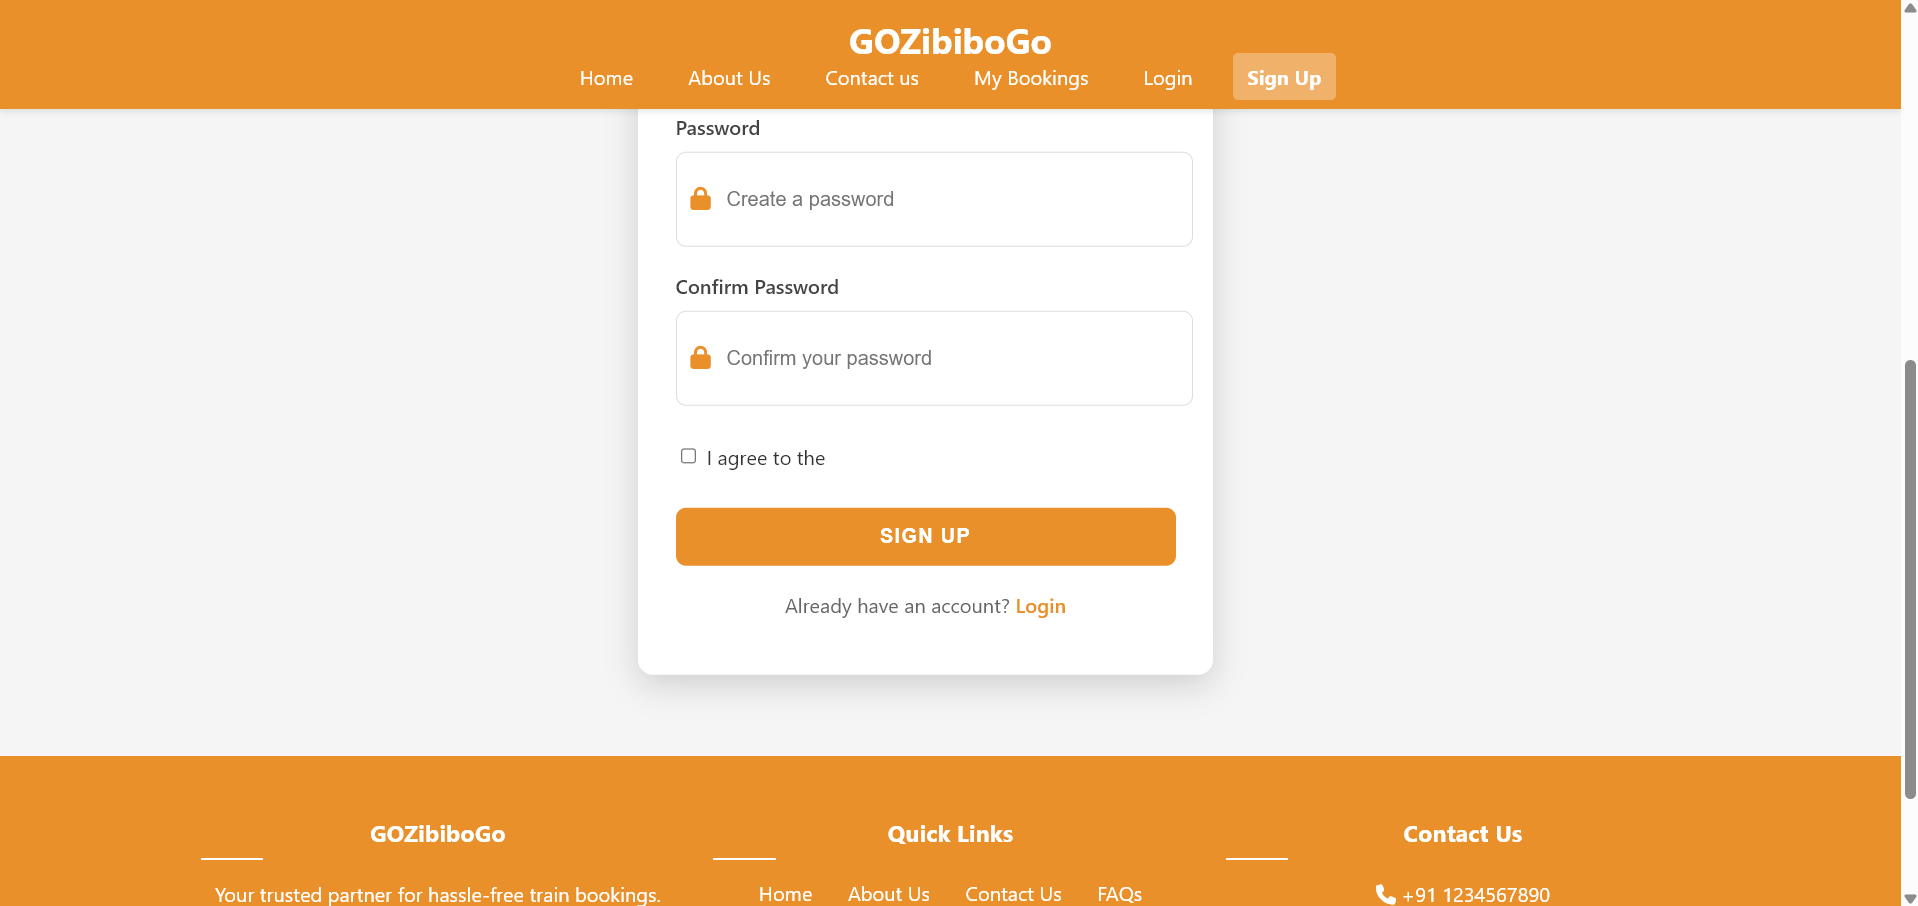 GOZibiboGo
Home About Us Contact us My Bookings Login Sign Up
Password
Create a password
Confirm Password
Confirm your password
I agree to the
SIGN UP
Already have an account? Login
GOZibiboGo
Your trusted partner for hassle-free train bookings.
Quick Links
Home About Us Contact Us FAQs
Contact Us
+91 1234567890